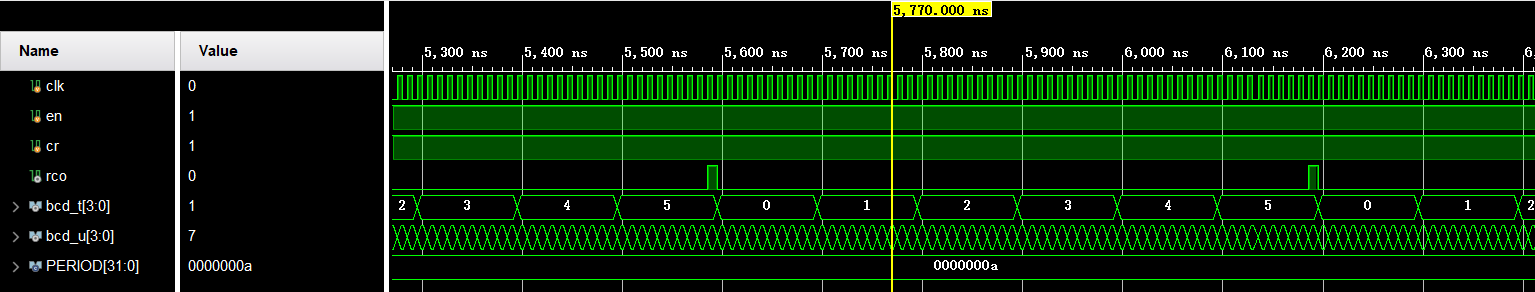 5,770.000 ns
Name Value
5,300 ns 5,400 ns 5,500 ns 5,600 ns 5,700 ns 5,800 ns 5,900 ns 6,000 ns 6,100 ns 6,200 ns 6,300 ns 6,
clk 0
en 1
cr 1
rco 0
bcd_t[3:0] 1 2 3 4 5 0 1 2 3 4 5 0 1 2
bcd_u[3:0] 7
PERIOD[31:0] 0000000a 0000000a